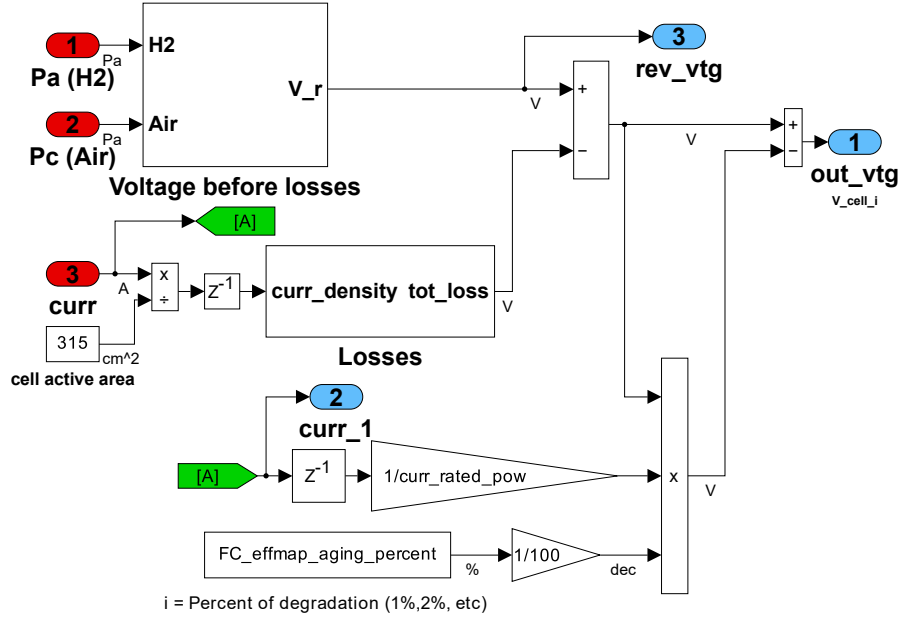 1
Pa
Pa (H2)
H2
Air
V_r
2
Pa
Pc (Air)
Voltage before losses
3
rev_vtg
V
+
−
V
+
−
1
out_vtg
V_cell_i
[A]
3
A
curr
x
÷
Z-1
curr_density tot_loss
V
Losses
315
cm^2
cell active area
2
curr_1
[A]
Z-1
1/curr_rated_pow
x
V
FC_effmap_aging_percent
%
1/100
dec
i = Percent of degradation (1%,2%, etc)